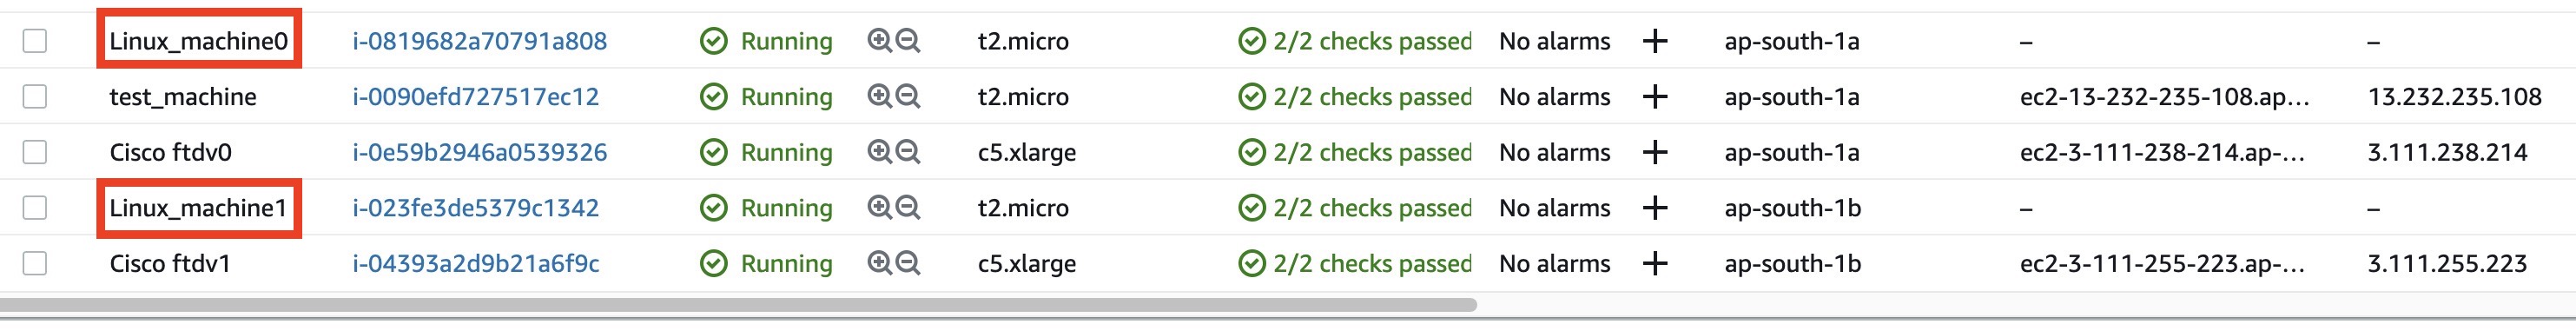 Linux_machine0 i-0819682a70791a808 Running t2.micro 2/2 checks passed No alarms + ap-south-1a – –
test_machine i-0090efd727517ec12 Running t2.micro 2/2 checks passed No alarms + ap-south-1a ec2-13-232-235-108.ap... 13.232.235.108
Cisco ftdv0 i-0e59b2946a0539326 Running c5.xlarge 2/2 checks passed No alarms + ap-south-1a ec2-3-111-238-214.ap-... 3.111.238.214
Linux_machine1 i-023fe3de5379c1342 Running t2.micro 2/2 checks passed No alarms + ap-south-1b – –
Cisco ftdv1 i-04393a2d9b21a6f9c Running c5.xlarge 2/2 checks passed No alarms + ap-south-1b ec2-3-111-255-223.ap-... 3.111.255.223